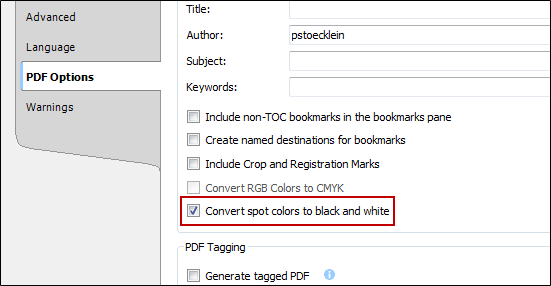 Advanced
Language
PDF Options
Warnings
Title:
Author:
pstoecklein
Subject:
Keywords:
Include non-TOC bookmarks in the bookmarks pane
Create named destinations for bookmarks
Include Crop and Registration Marks
Convert RGB Colors to CMYK
Convert spot colors to black and white
PDF Tagging
Generate tagged PDF